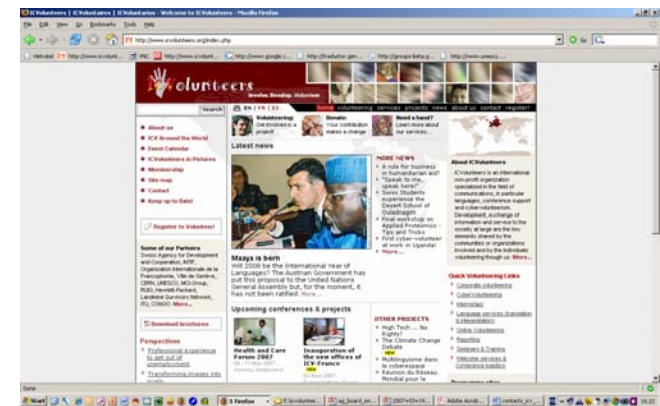 ICVolunteers | ICVolontaires | ICVoluntarios - Welcome to ICVolunteers - Mozilla Firefox
File Edit View Go Bookmarks Tools Help
http://www.icvolunteers.org/index.php
ICVolunteers
Involve. Develop. Volunteer.
Search
EN | FR | ES
home volunteering services projects news about us contact register!
About us
ICV Around the World
Event Calendar
ICVolunteers in Pictures
Membership
Site map
Contact
Keep up to Date!
Register to Volunteer!
Some of our Partners
Swiss Agency for Development
and Cooperation, INTIF,
Organisation Internationale de la
Francophonie, Ville de Genève,
CERN, UNESCO, MCI-Group,
RUIG, Hewlett-Packard,
Landmine Survivors Network,
ITU, CONGO. More...
Download brochures
Perspectives
Professional experience
to get out of
unemployment
Transforming images into
Volunteering:
Get involved in a
project!
Donate:
Your contribution
makes a change
Need a hand?
Learn more about
our services...
Latest news
Maaya is born
Will 2008 be the International Year of
Languages? The Austrian Government has
put this proposal to the United Nations
General Assembly but, for the moment, it
has not been ratified. More...
MORE NEWS
A role for business
in humanitarian aid?
"Speak to me,
speak here!"
Swiss Students
experience the
Desert School of
Ouladnagim
Final workshop on
Applied Proteomics -
Tips and Tricks
First cyber-volunteer
at work in Uganda!
More...
Upcoming conferences & projects
Health and Care
Forum 2007
Geneva, Switzerland
Inauguration of
the new offices of
ICV-France
NEW
OTHER PROJECTS
High Tech ... No
Rights?
The Climate Change
Debate
NEW
Multilinguisme dans
le cyberespace
Réunion du Réseau
Mondial pour la
About ICVolunteers
ICVolunteers is an international
non-profit organization
specialized in the field of
communications, in particular
languages, conference support
and cybervolunteerism.
Development, exchange of
information and service to the
society at large are the key
elements shared by the
communities or organizations
involved and by the individuals
volunteering though us. More...
Quick Volunteering Links
Corporate volunteering
CyberVolunteering
Internships
Language services (translation
& interpretation)
Online Volunteering
Reporting
Seminars & Training
Welcome services &
Conference logistics
Done
Start
5 Firefox